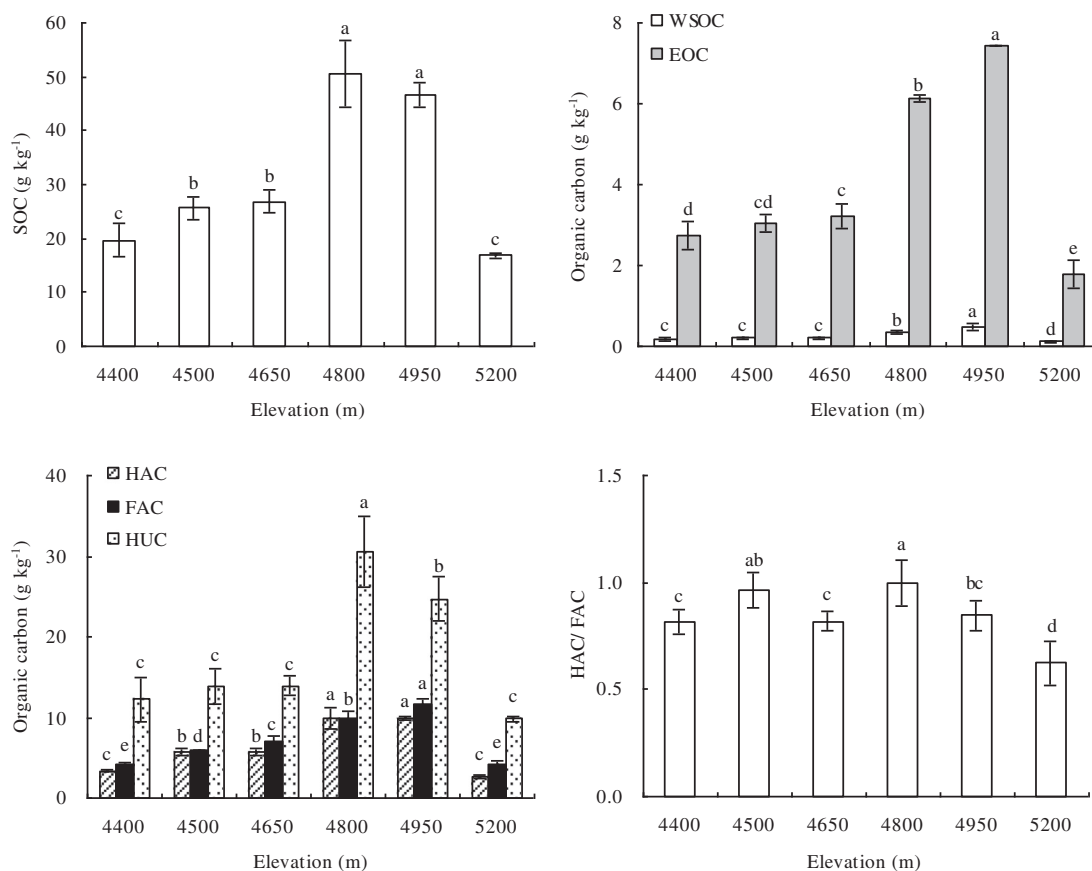 60
50
40
30
20
10
0
SOC (g kg⁻¹)
c
b
b
a
a
c
4400 4500 4650 4800 4950 5200
Elevation (m)
WSOC
EOC
8
6
4
2
0
Organic carbon (g kg⁻¹)
c d c cd c c b b a a d e
4400 4500 4650 4800 4950 5200
Elevation (m)
HAC
FAC
HUC
40
30
20
10
0
Organic carbon (g kg⁻¹)
c e c b d c b c c a b a a a b c e c
4400 4500 4650 4800 4950 5200
Elevation (m)
1.5
1.0
0.5
0.0
HAC/ FAC
c ab c a bc d
4400 4500 4650 4800 4950 5200
Elevation (m)